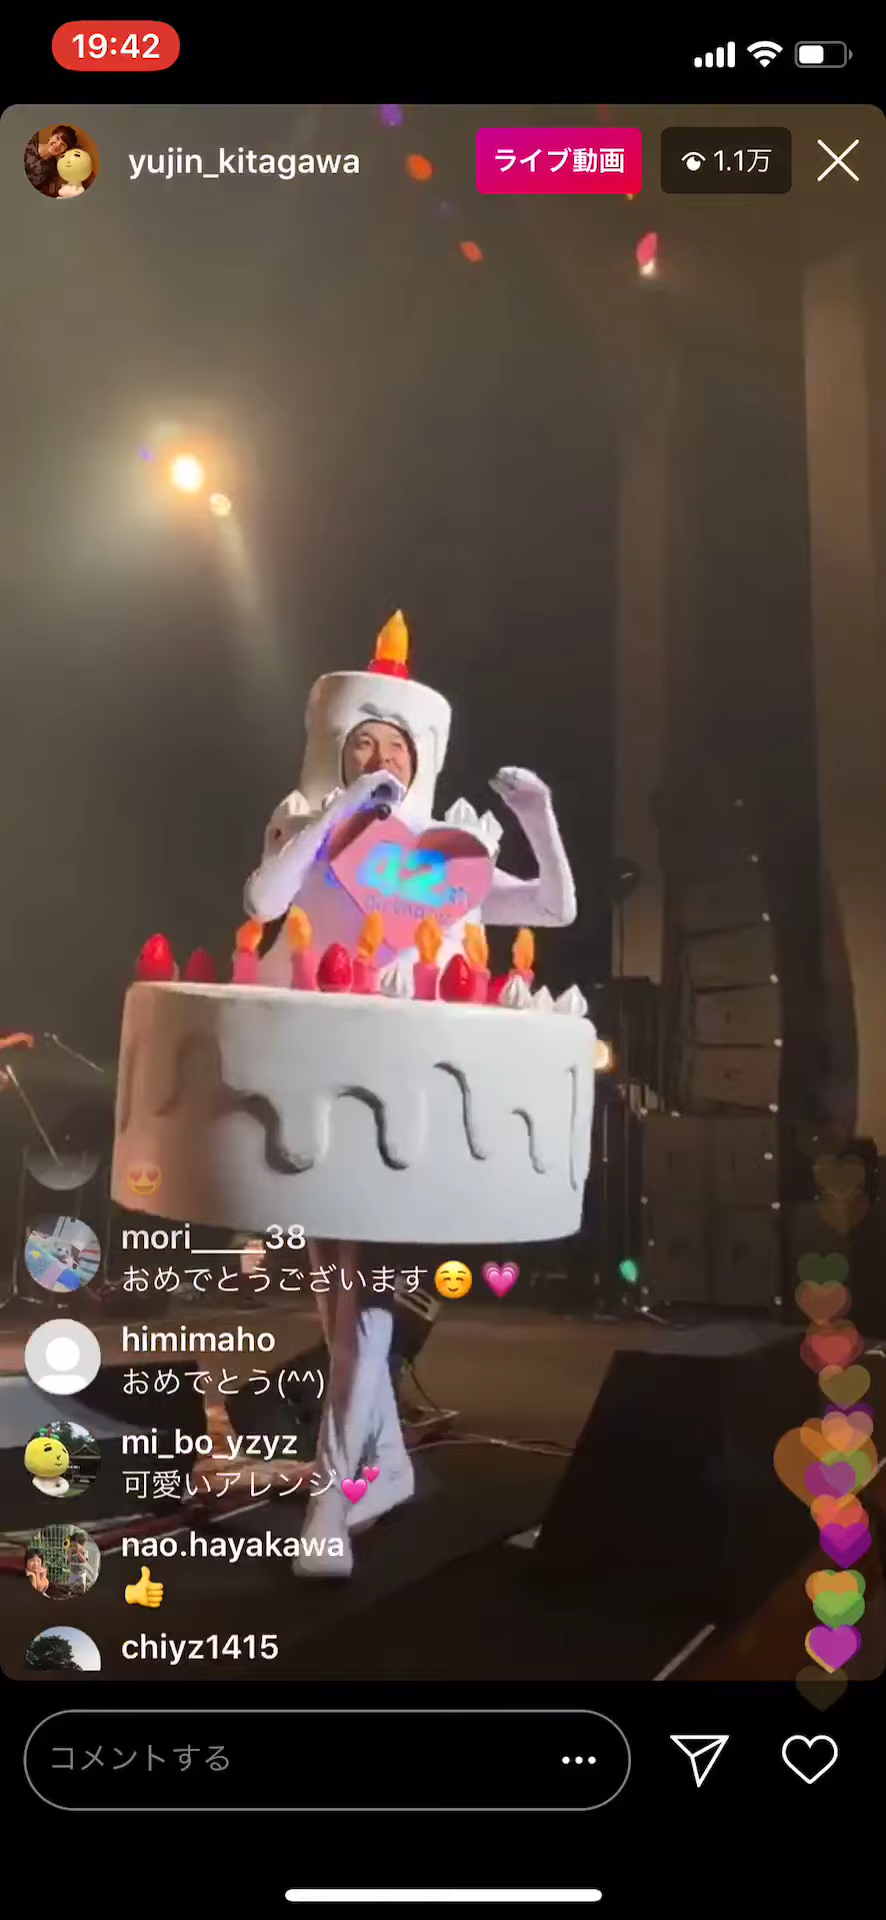 19:42
yujin_kitagawa
ライブ動画
1.1万
42
mori____38
おめでとうございます☺️💗
himimaho
おめでとう(^^)
mi_bo_yzyz
可愛いアレンジ💕
nao.hayakawa
👍
chiyz1415
コメントする